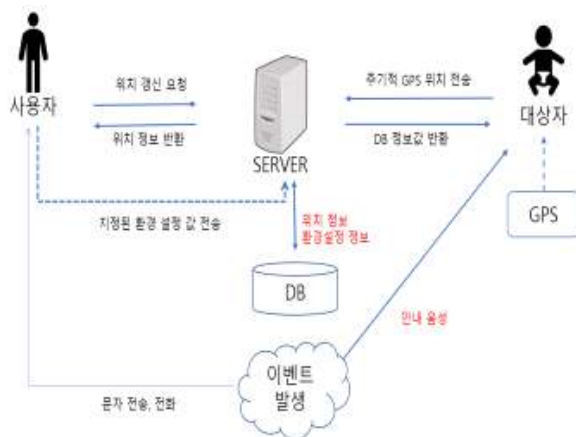 위치 갱신 요청
주기적 GPS 위치 전송
사용자
대상자
위치 정보 반환
DB 정보값 반환
SERVER
지정된 환경 설정 값 전송
위치 정보
환경설정 정보
GPS
DB
안내 음성
이벤트
발생
문자 전송, 전화